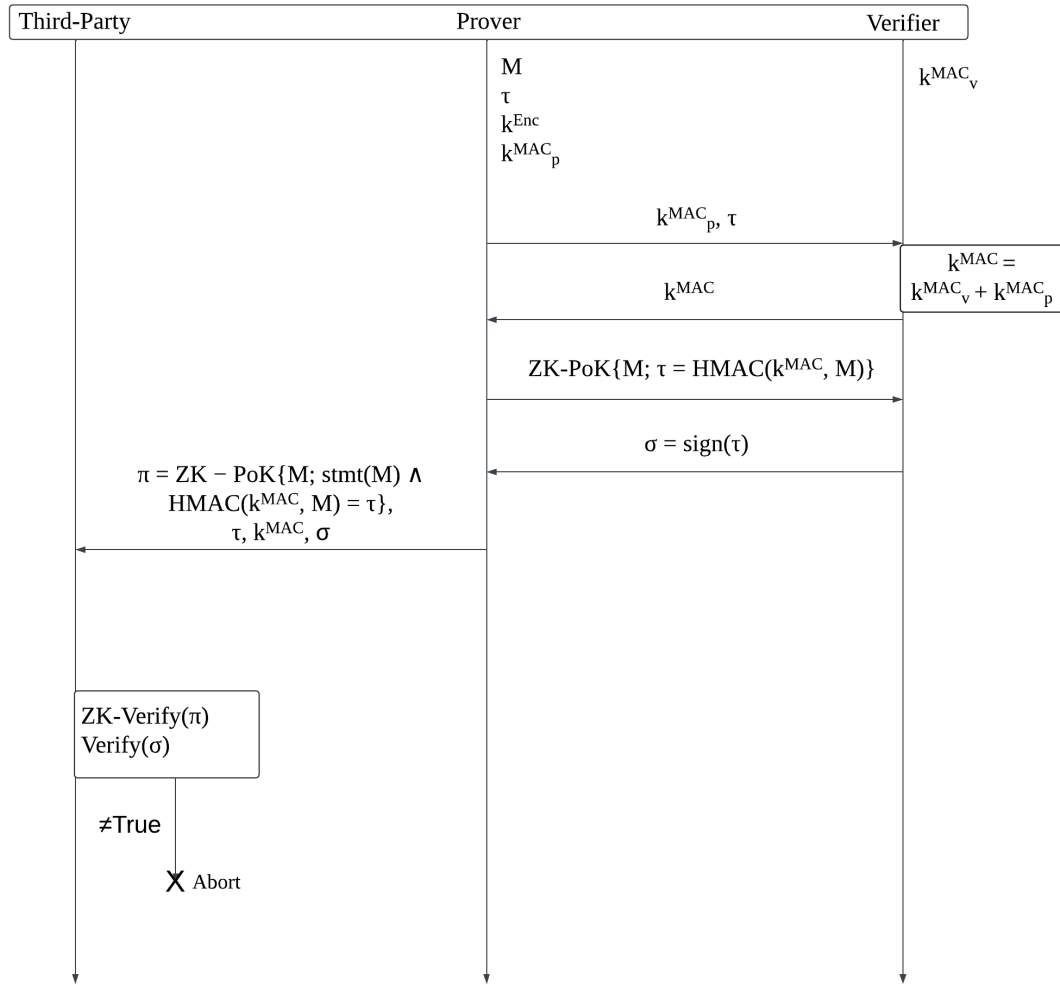 Third-Party Prover Verifier
M
τ
k^Enc
k^MAC_p
k^MAC_v
k^MAC_p, τ
k^MAC =
k^MAC_v + k^MAC_p
k^MAC
ZK-PoK{M; τ = HMAC(k^MAC, M)}
σ = sign(τ)
π = ZK − PoK{M; stmt(M) ∧
HMAC(k^MAC, M) = τ},
τ, k^MAC, σ
ZK-Verify(π)
Verify(σ)
≠True
X Abort